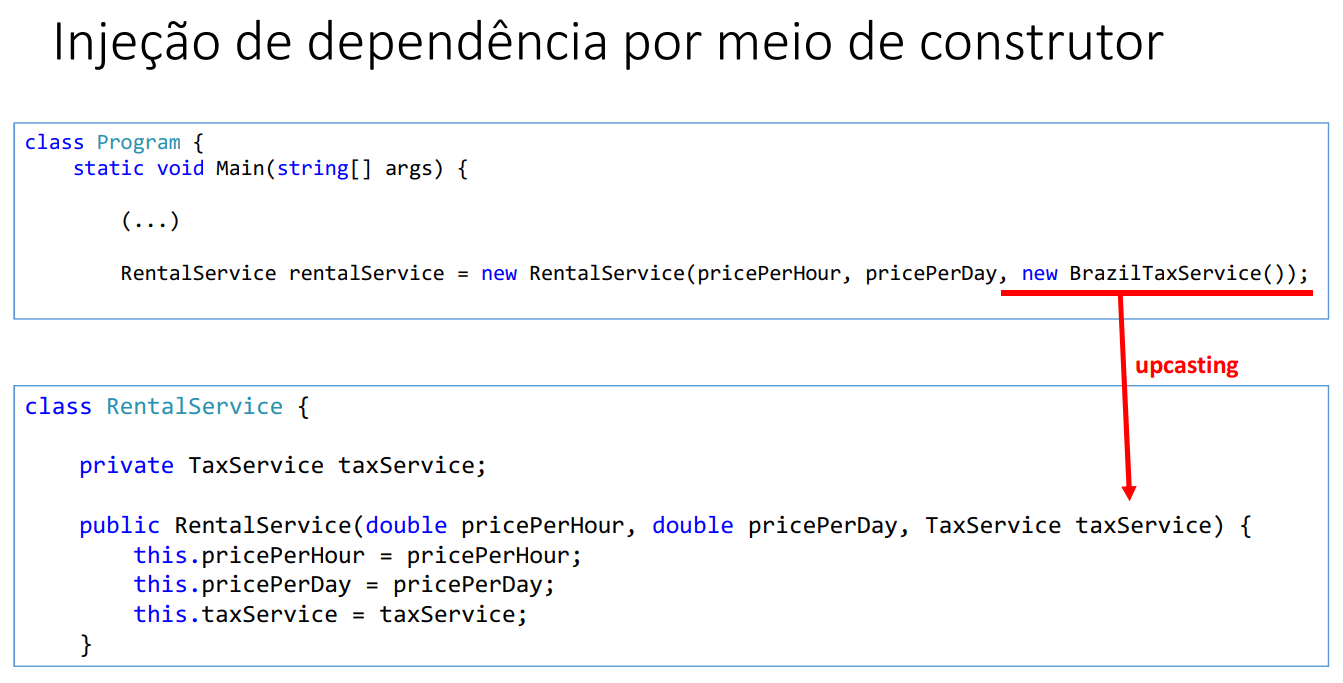 Injeção de dependência por meio de construtor
class Program {
static void Main(string[] args) {
(...)
RentalService rentalService = new RentalService(pricePerHour, pricePerDay, new BrazilTaxService());
upcasting
class RentalService {
private TaxService taxService;
public RentalService(double pricePerHour, double pricePerDay, TaxService taxService) {
this.pricePerHour = pricePerHour;
this.pricePerDay = pricePerDay;
this.taxService = taxService;
}